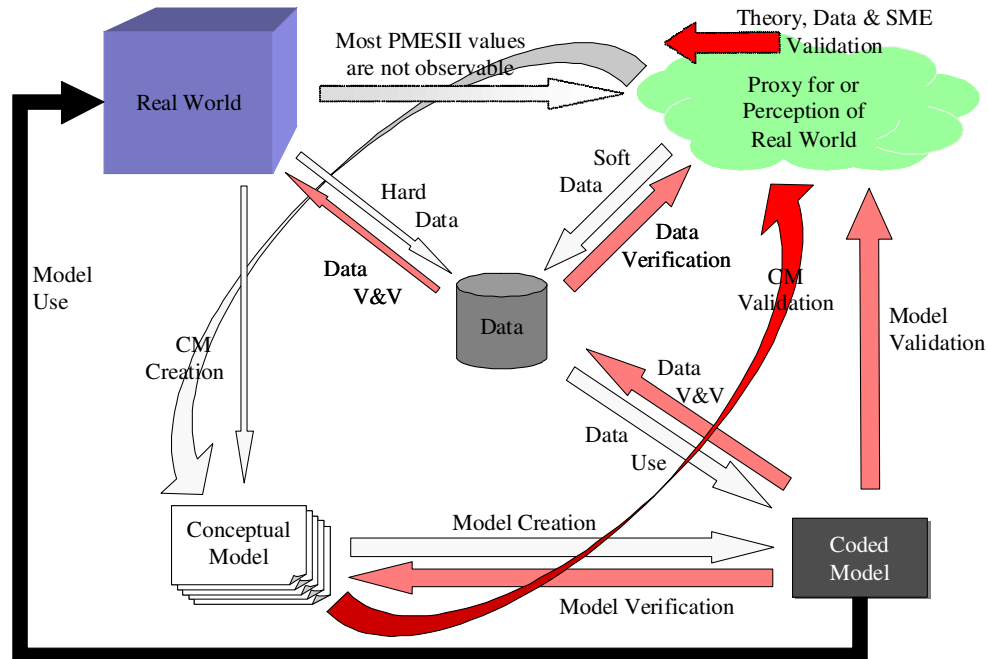 Theory, Data & SME
Validation
Most PMESII values
are not observable
Real World
Proxy for or
Perception of
Real World
Soft
Data
Hard
Data
Data
Verification
Data
V&V
Model
Use
CM
Validation
Data
Model
Validation
CM
Creation
Data
V&V
Data
Use
Conceptual
Model
Model Creation
Coded
Model
Model Verification